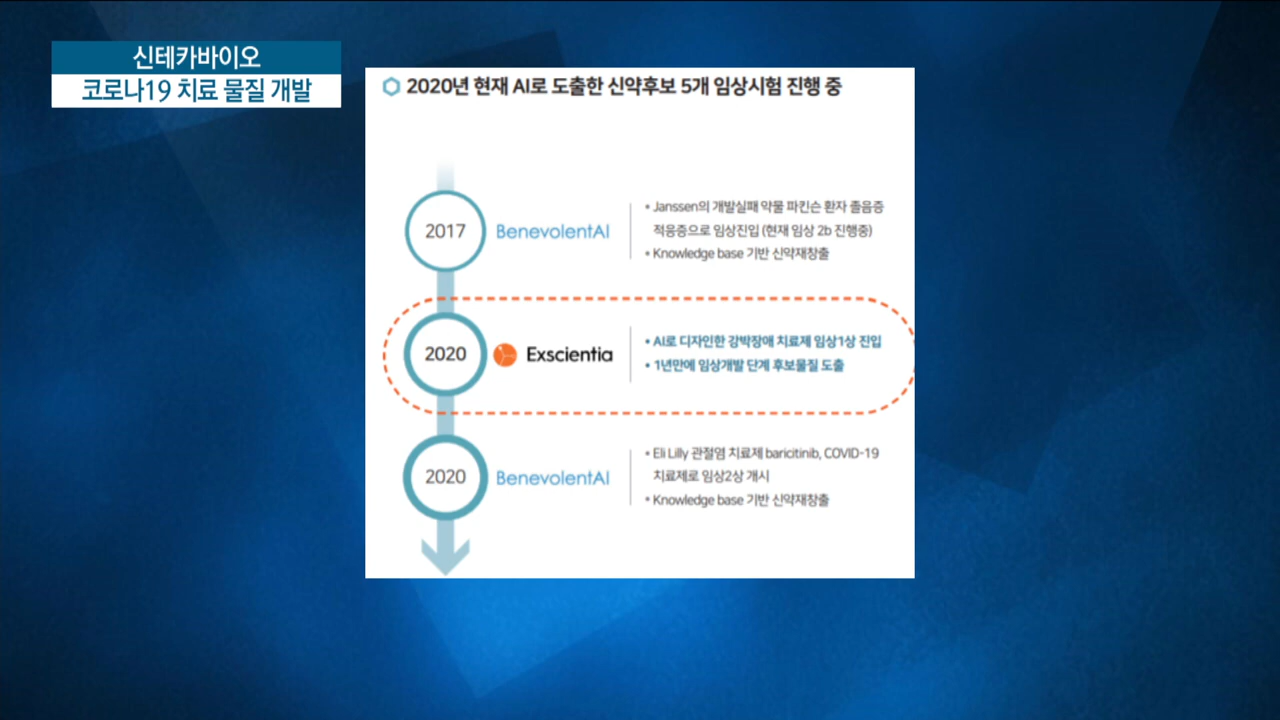 신테카바이오
코로나19 치료 물질 개발
2020년 현재 AI로 도출한 신약후보 5개 임상시험 진행 중
2017
BenevolentAI
• Janssen의 개발실패 약물 파킨슨 환자 졸음증
적응증으로 임상진입 (현재 임상 2b 진행중)
• Knowledge base 기반 신약재창출
2020
Exscientia
• AI로 디자인한 강박장애 치료제 임상1상 진입
• 1년만에 임상개발 단계 후보물질 도출
2020
BenevolentAI
• Eli Lilly 관절염 치료제 baricitinib, COVID-19
치료제로 임상2상 개시
• Knowledge base 기반 신약재창출